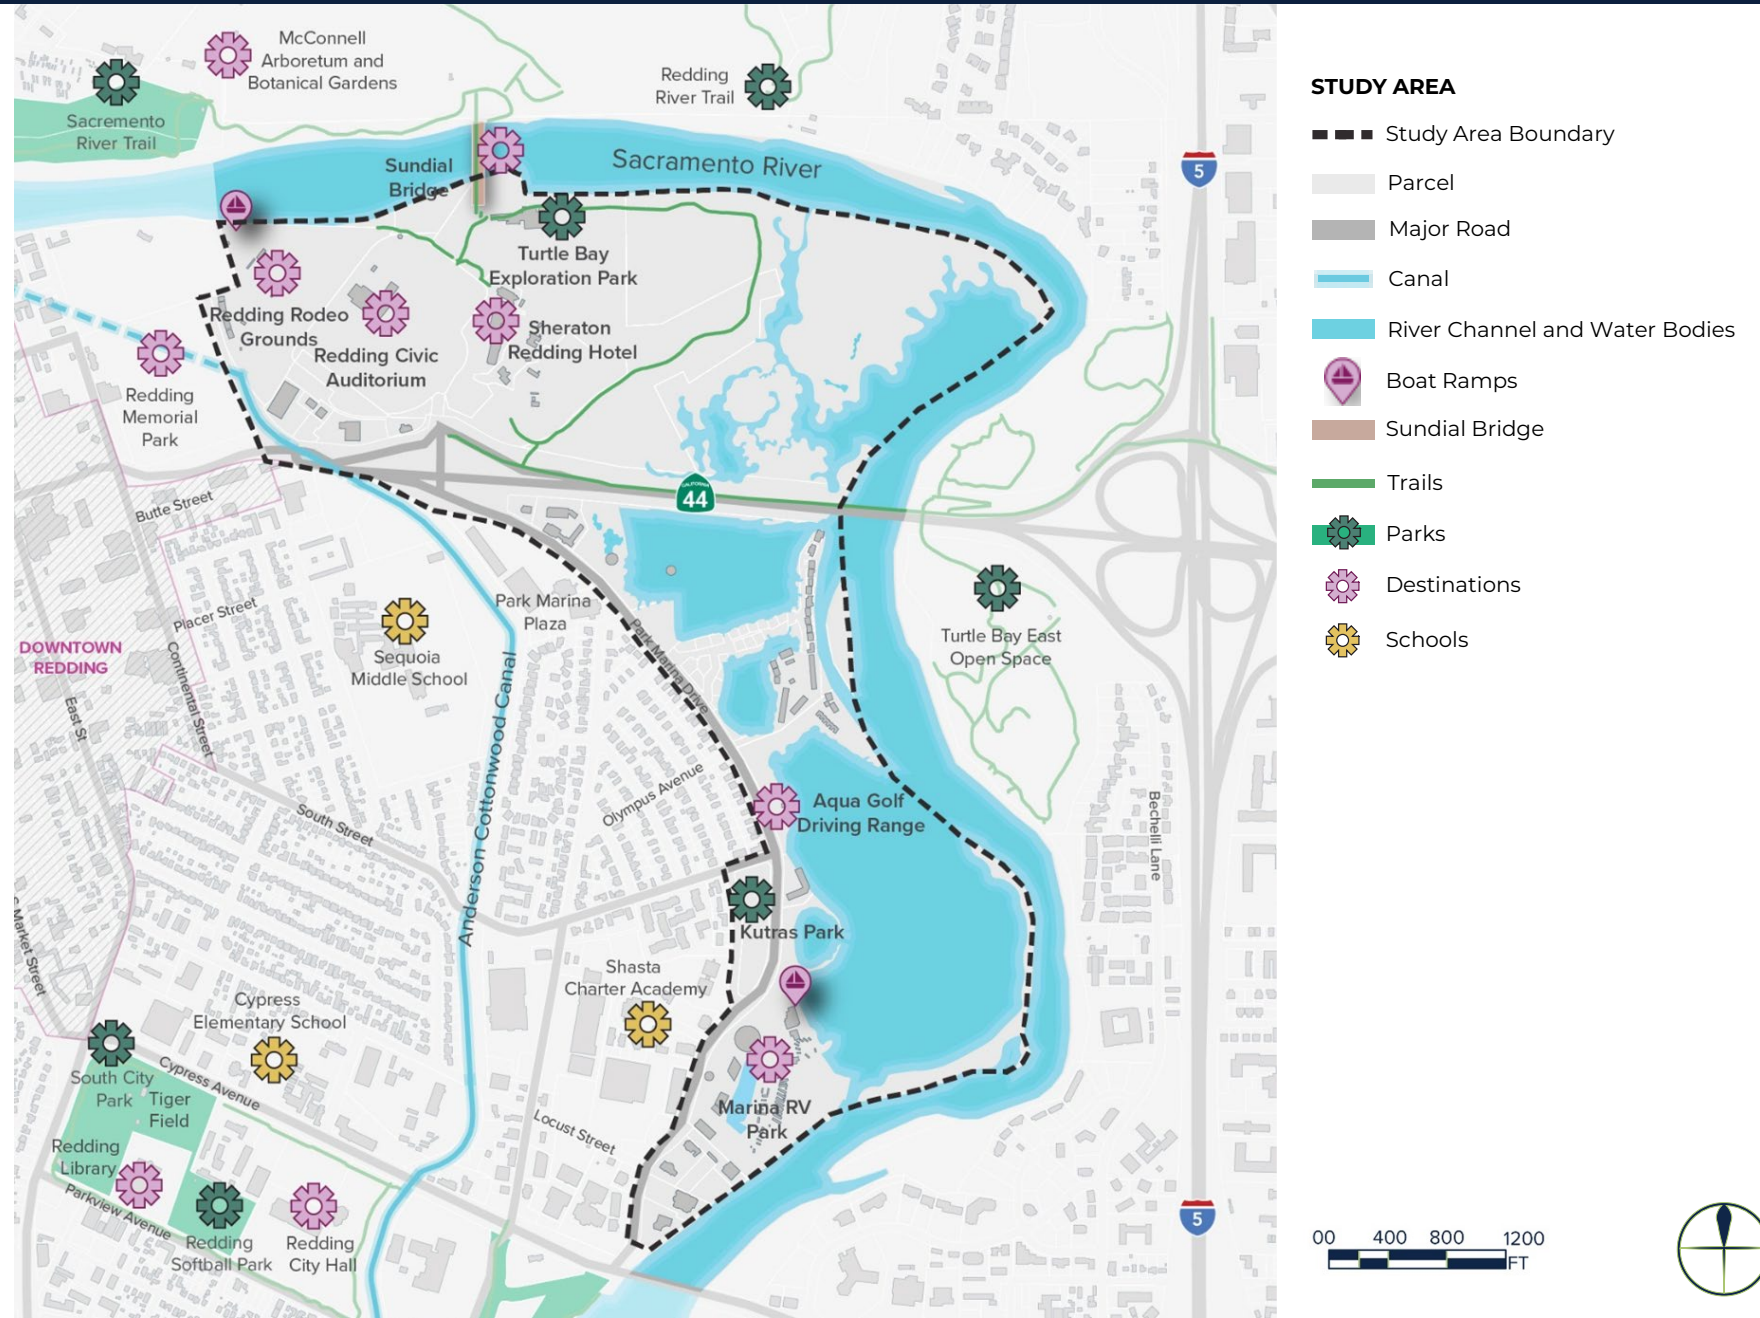 McConnell
Arboretum and
Botanical Gardens
Redding
River Trail
Sacremento
River Trail
Sundial
Bridge
Sacramento River
5
Turtle Bay
Exploration Park
Redding Rodeo
Grounds
Redding Civic
Auditorium
Sheraton
Redding Hotel
Redding
Memorial
Park
CALIFORNIA
44
Butte Street
Placer Street
Continental Street
DOWNTOWN
REDDING
East St
Sequoia
Middle School
Park Marina
Plaza
Park Marina Drive
Turtle Bay East
Open Space
Anderson Cottonwood Canal
Olympus Avenue
South Street
Aqua Golf
Driving Range
Bechelli Lane
Kutras Park
S Market Street
Shasta
Charter Academy
Cypress
Elementary School
South City
Park
Tiger
Field
Cypress Avenue
Locust Street
Marina RV
Park
Redding
Library
Parkview Avenue
Redding
Softball Park
Redding
City Hall
5
STUDY AREA
Study Area Boundary
Parcel
Major Road
Canal
River Channel and Water Bodies
Boat Ramps
Sundial Bridge
Trails
Parks
Destinations
Schools
00 400 800 1200
FT